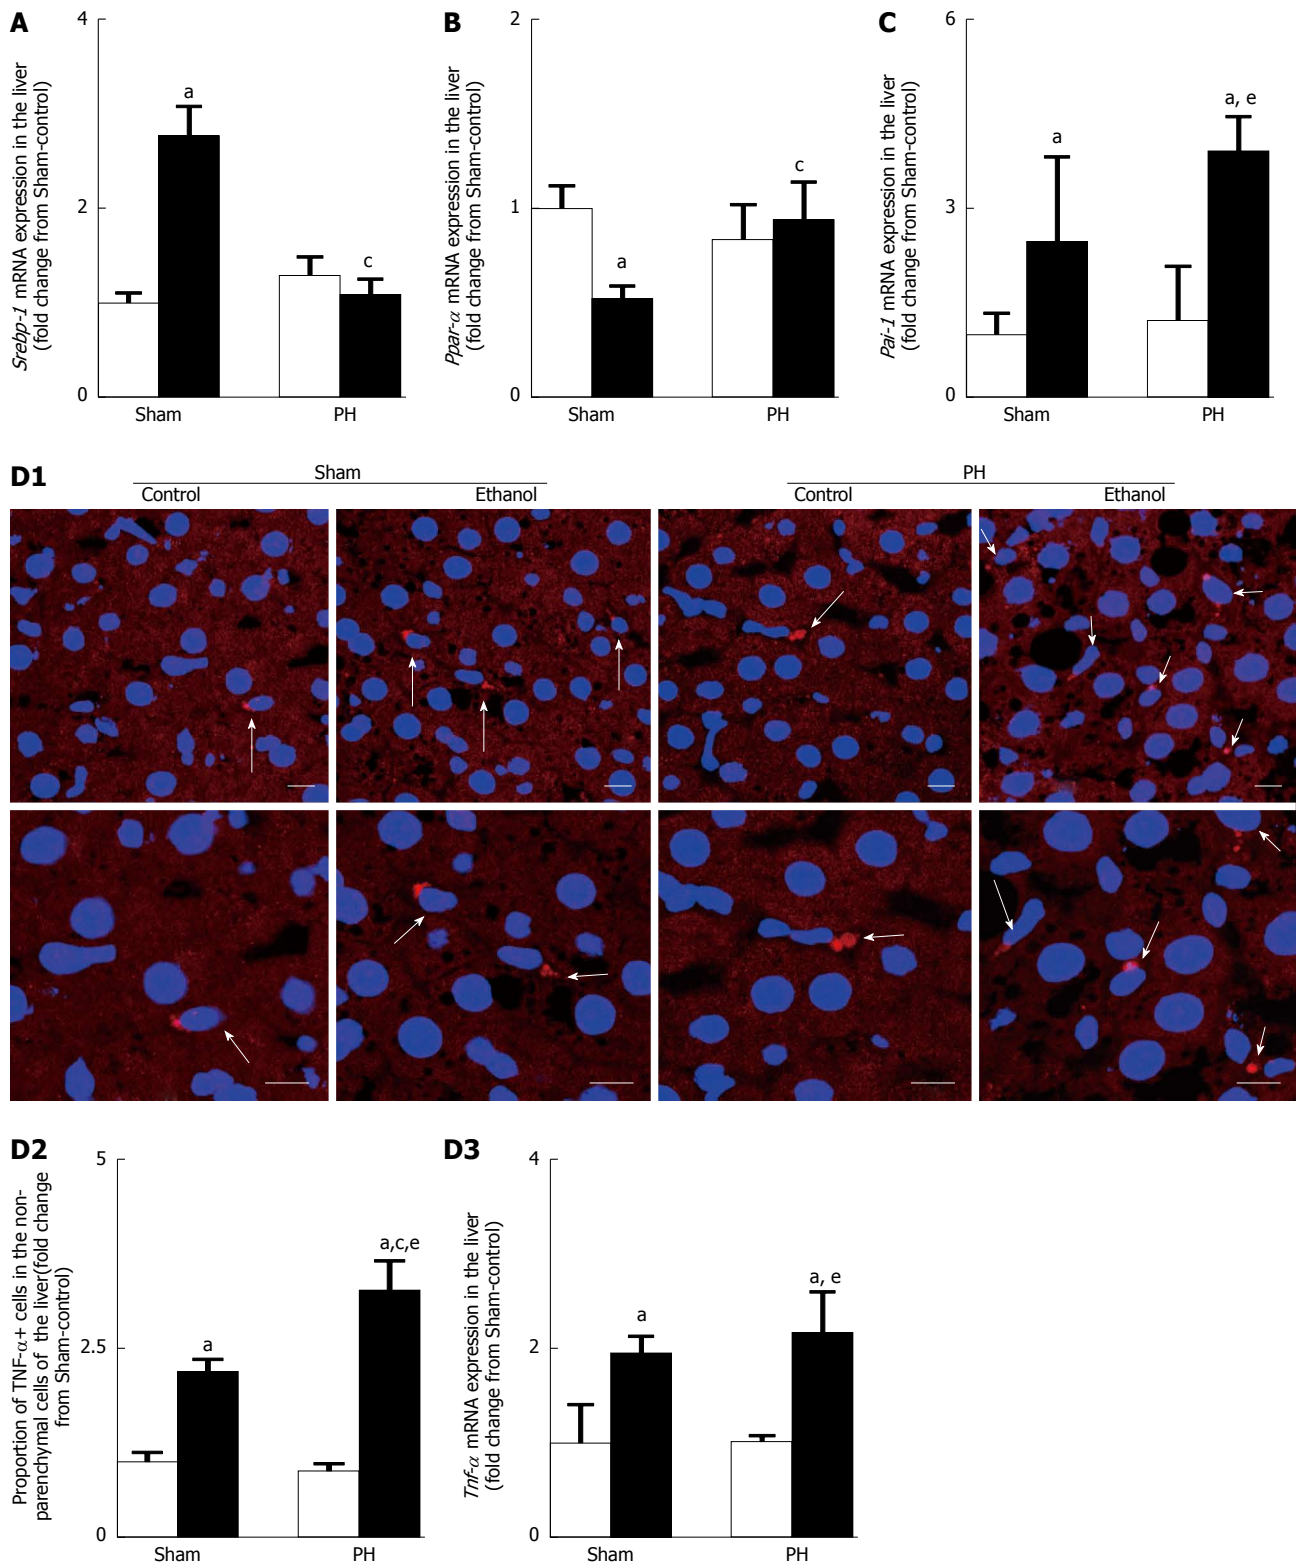 A
Srebp-1 mRNA expression in the liver
(fold change from Sham-control)
4
2
0
a
c
Sham
PH
B
Ppar-α mRNA expression in the liver
(fold change from Sham-control)
2
1
0
a
c
Sham
PH
C
Pai-1 mRNA expression in the liver
(fold change from Sham-control)
6
3
0
a
a, e
Sham
PH
D1
Sham
PH
Control
Ethanol
Control
Ethanol
D2
Proportion of TNF-α+ cells in the non-
parenchymal cells of the liver(fold change
from Sham-control)
5
2.5
0
a
a,c,e
Sham
PH
D3
Tnf-α mRNA expression in the liver
(fold change from Sham-control)
4
2
0
a
a, e
Sham
PH